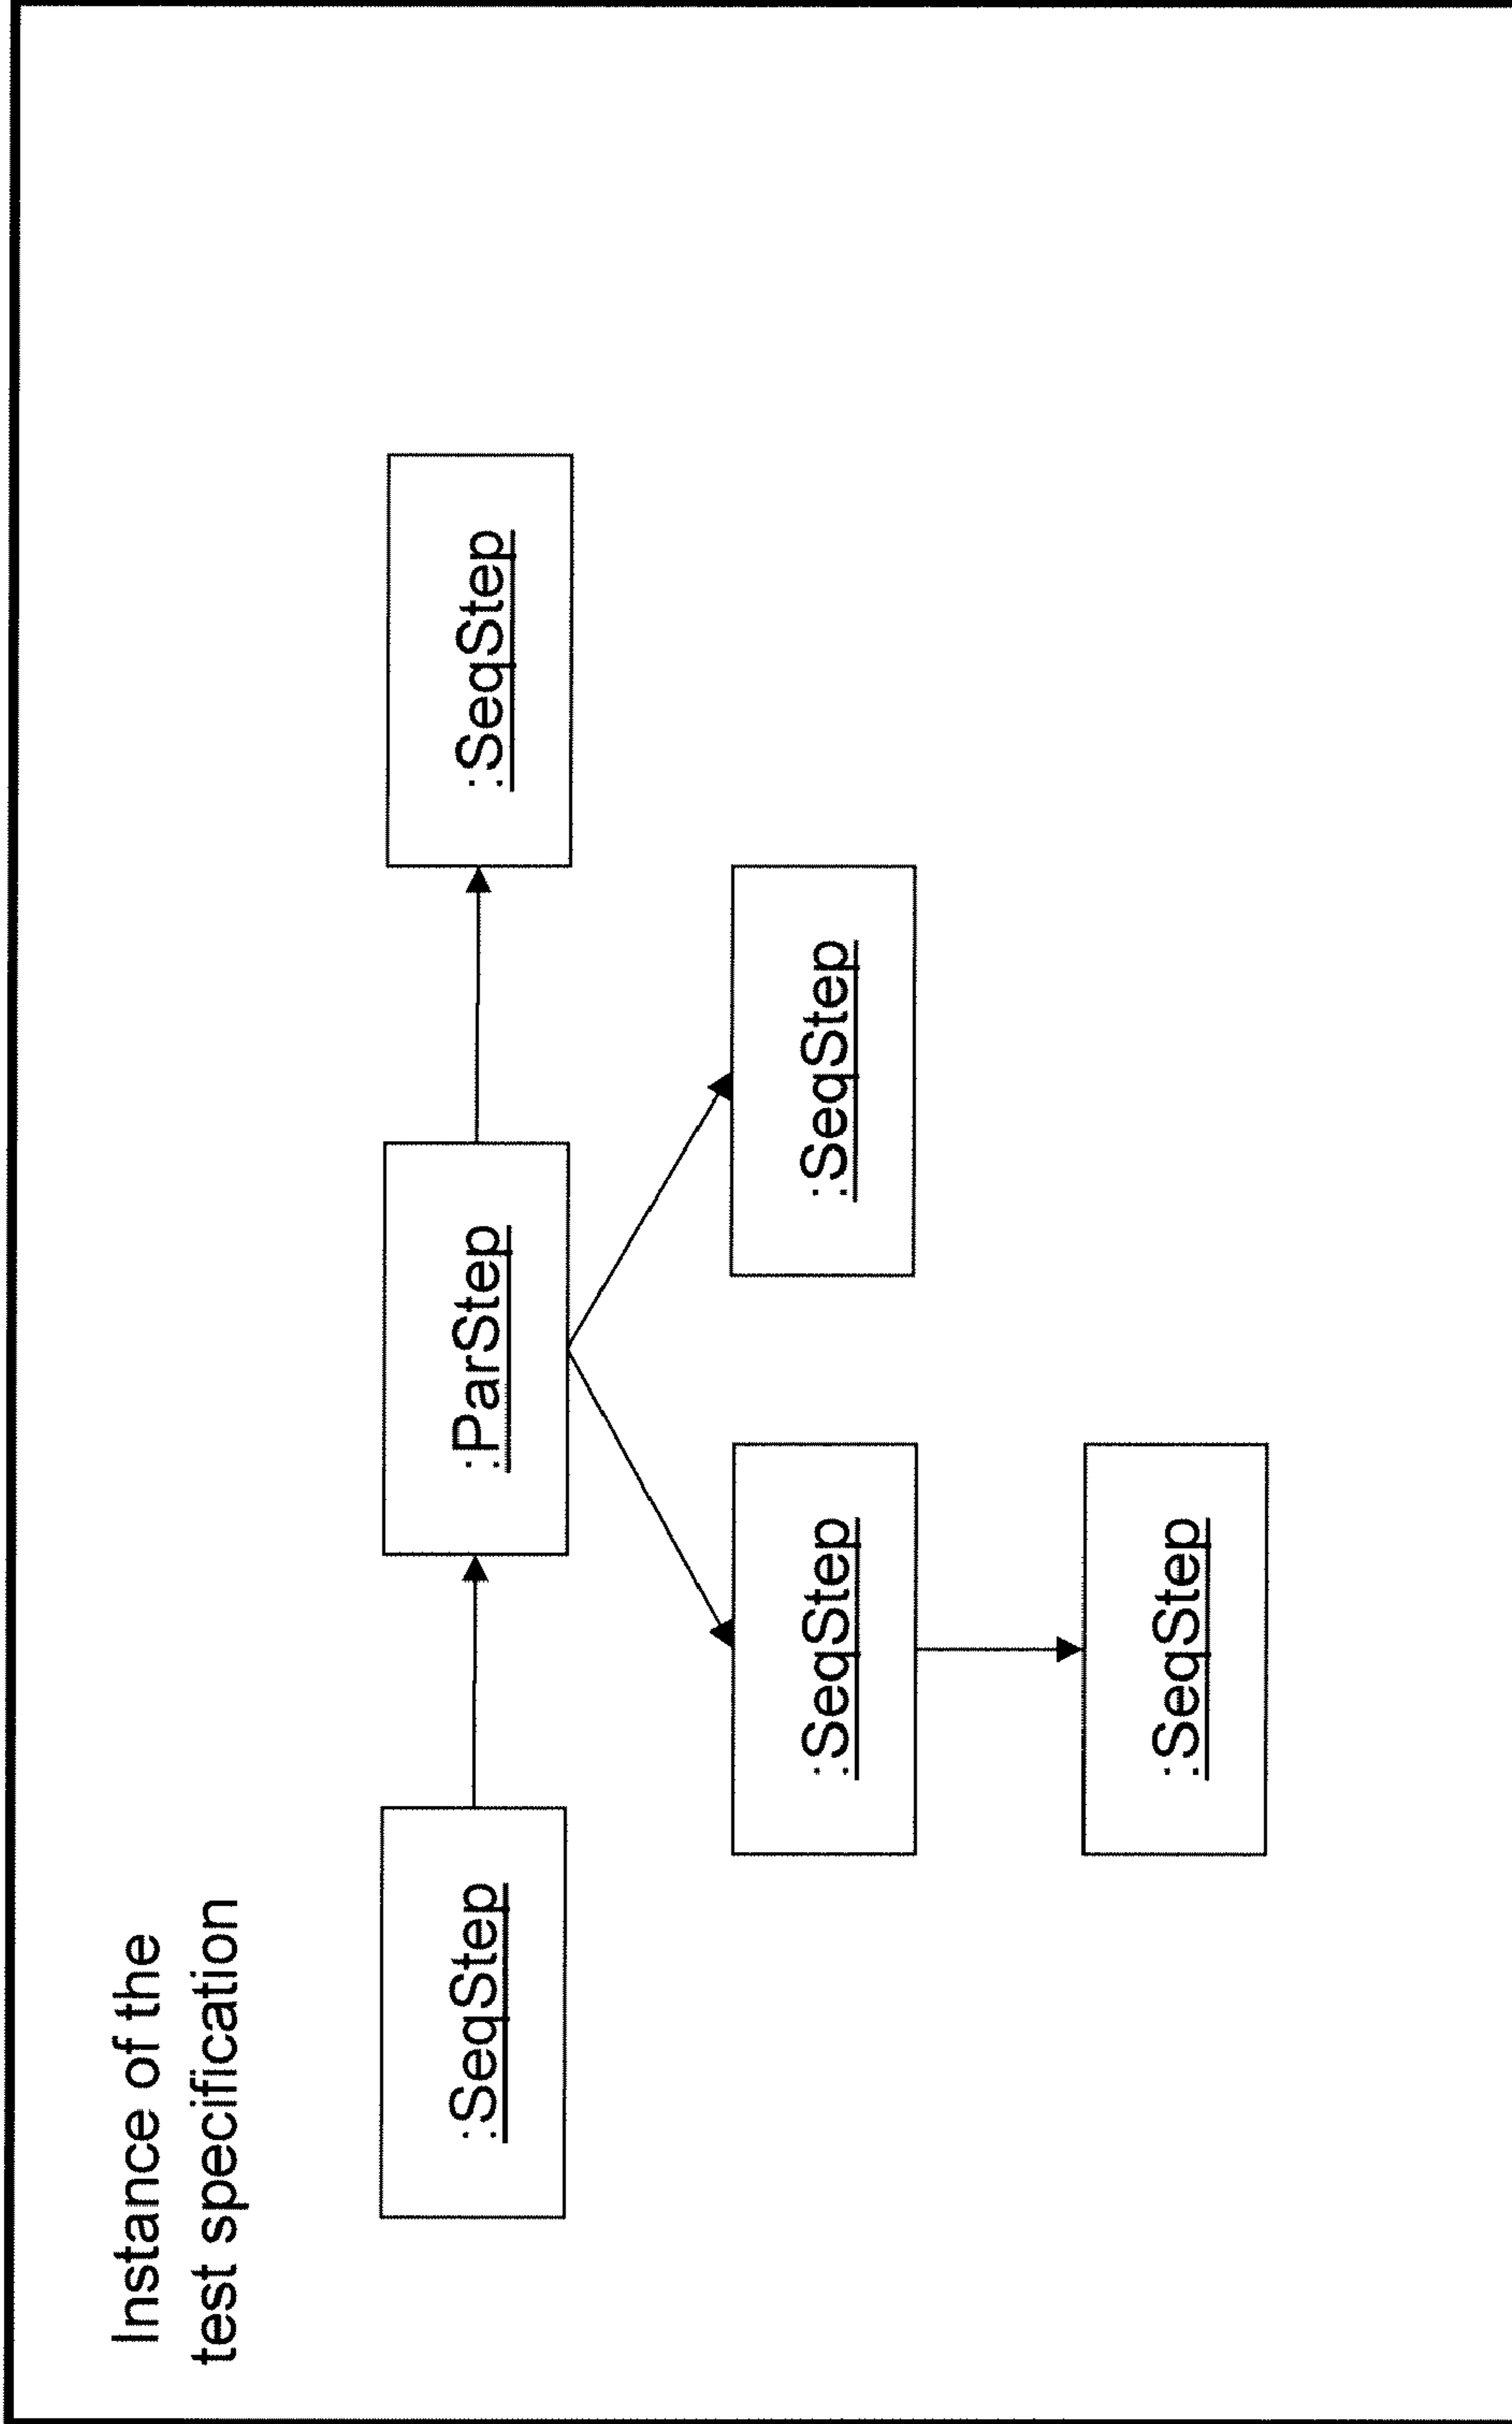 Instance of the
test specification
:SeqStep
:ParStep
:SeqStep
:SeqStep
:SeqStep
:SeqStep